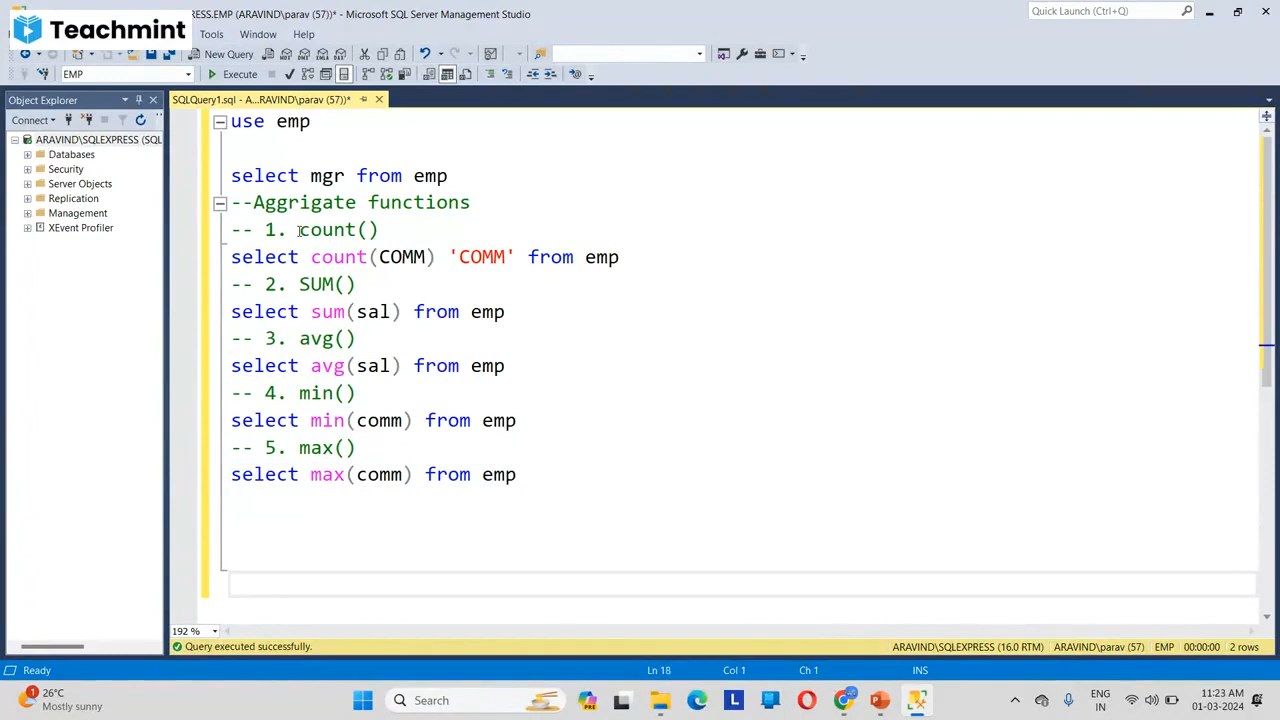 RESS.EMP (ARAVIND\parav (57))* - Microsoft SQL Server Management Studio
Quick Launch (Ctrl+Q)
Teachmint
Tools Window Help
New Query
EMP
Execute
Object Explorer
SQLQuery1.sql - A...RAVIND\parav (57))*
Connect
ARAVIND\SQLEXPRESS (SQL
Databases
Security
Server Objects
Replication
Management
XEvent Profiler
use emp
select mgr from emp
--Aggrigate functions
-- 1. count()
select count(COMM) 'COMM' from emp
-- 2. SUM()
select sum(sal) from emp
-- 3. avg()
select avg(sal) from emp
-- 4. min()
select min(comm) from emp
-- 5. max()
select max(comm) from emp
192 %
Query executed successfully.
ARAVIND\SQLEXPRESS (16.0 RTM) ARAVIND\parav (57) EMP 00:00:00 2 rows
Ready
Ln 18 Col 1 Ch 1 INS
26°C
Mostly sunny
1
Search
ENG
IN
11:23 AM
01-03-2024